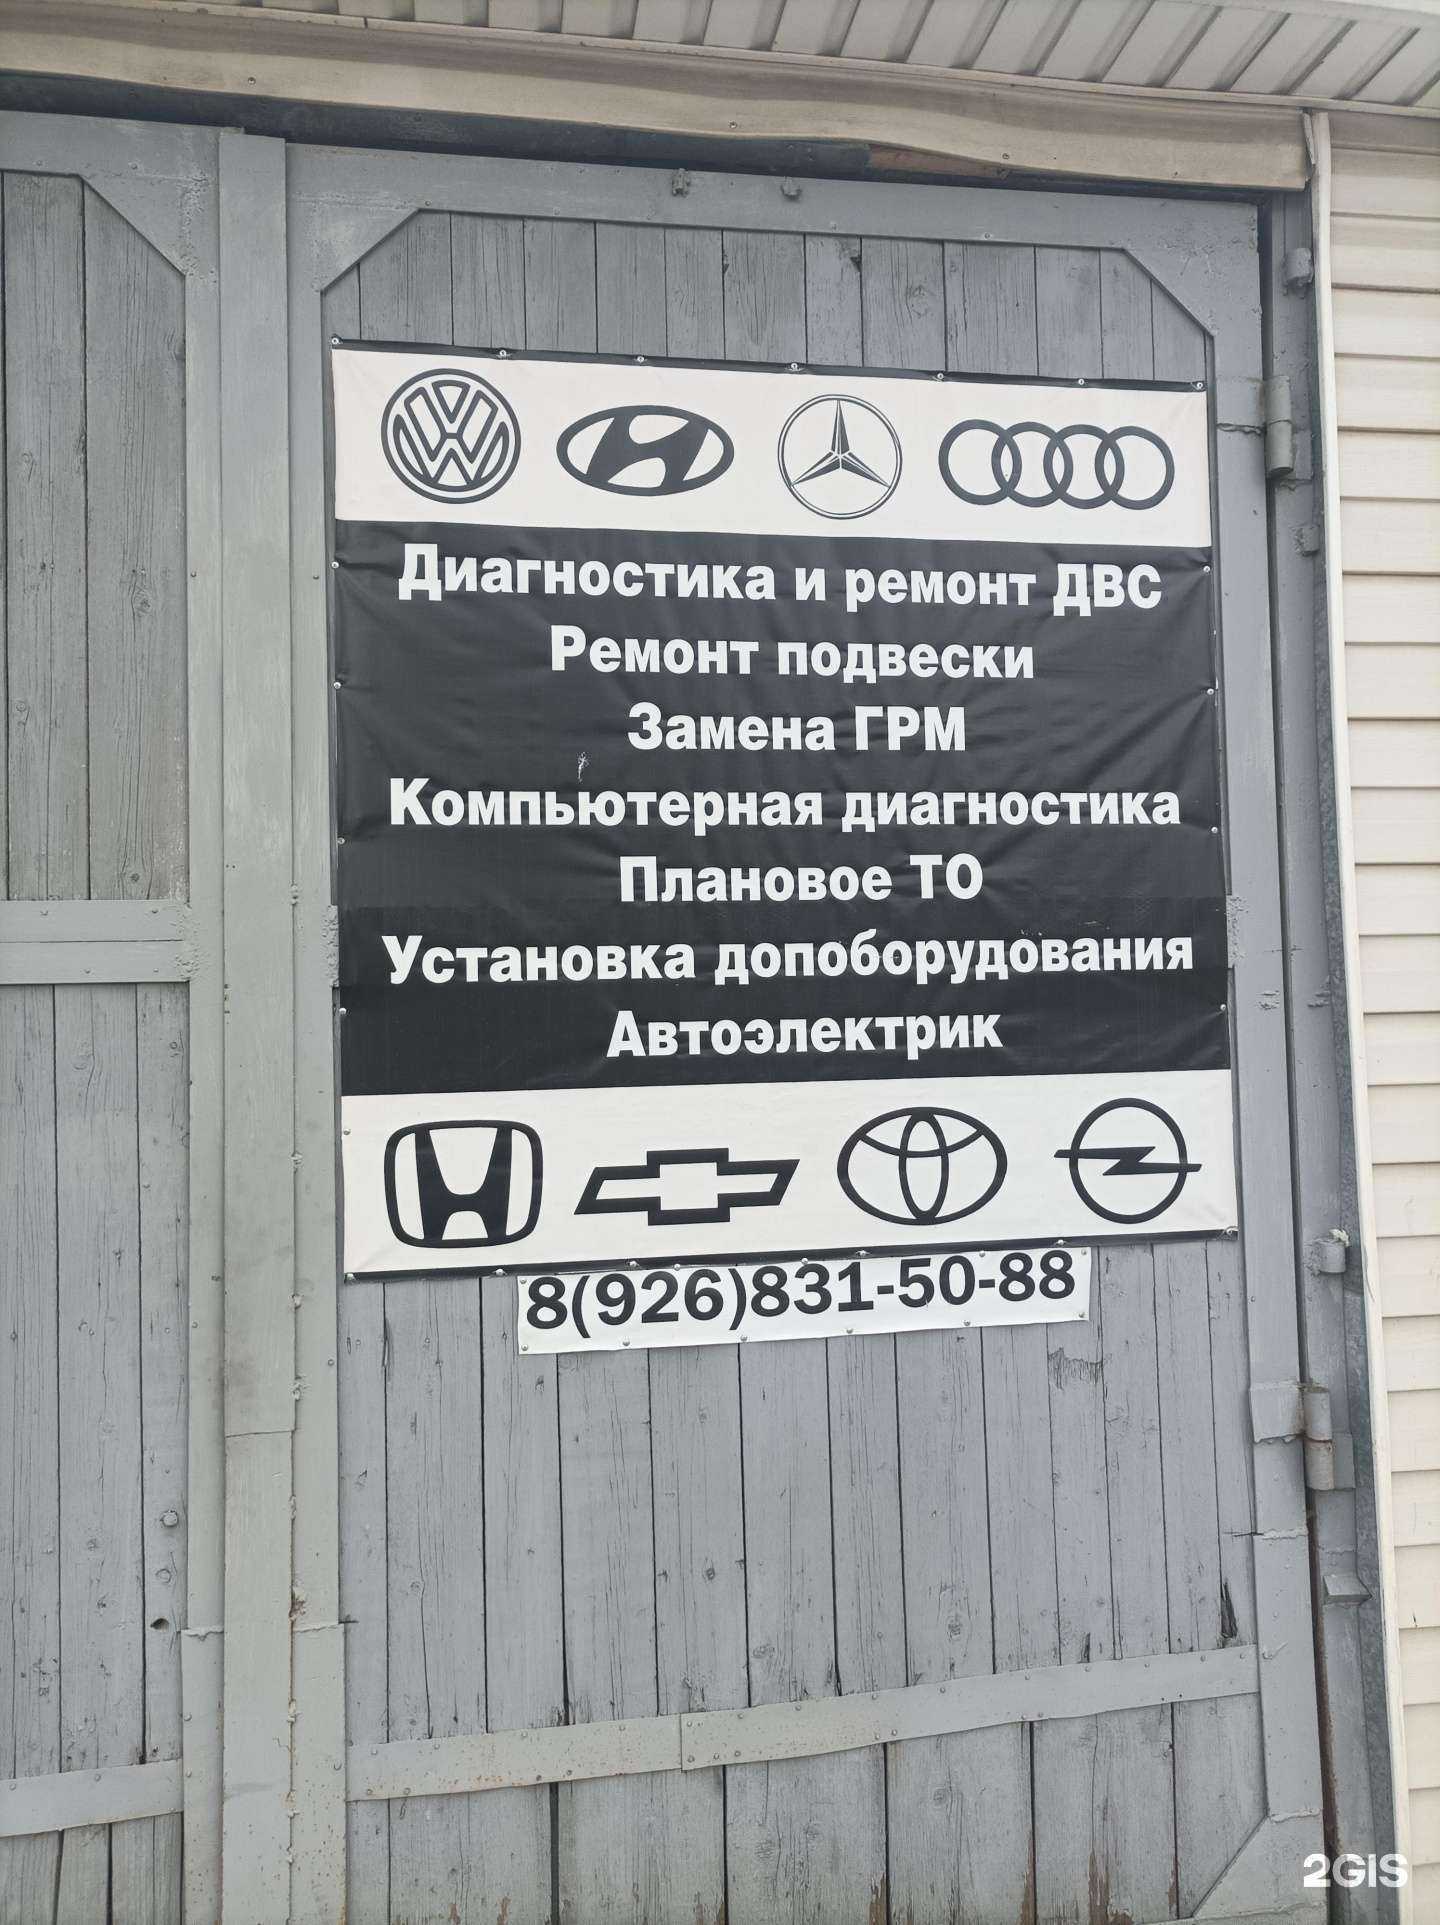 Диагностика и ремонт ДВС
Ремонт подвески
Замена ГРМ
Компьютерная диагностика
Плановое ТО
Установка допоборудования
Автоэлектрик
8(926)831-50-88
2GIS